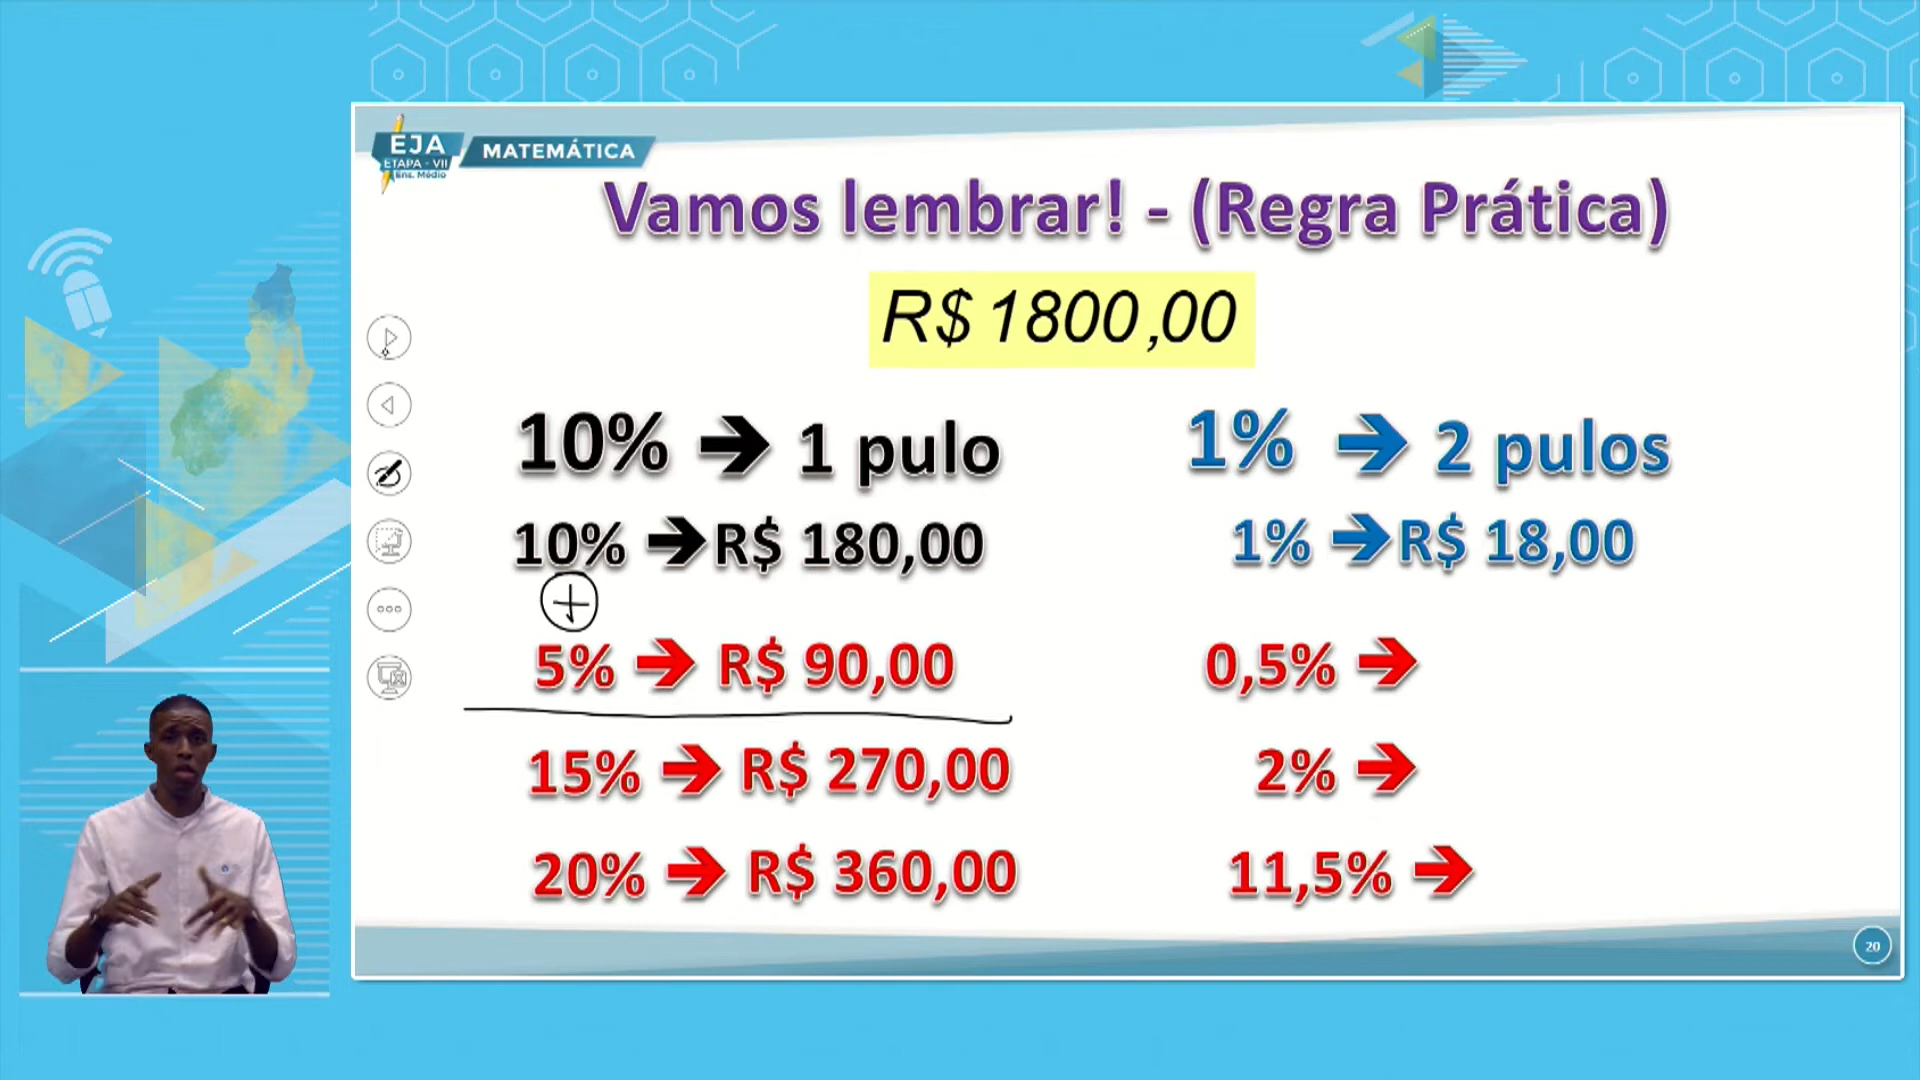 EJA
ETAPA - VII
Ens. Médio
MATEMÁTICA
Vamos lembrar! - (Regra Prática)
R$ 1800,00
10% ➔ 1 pulo
1% ➔ 2 pulos
10% ➔ R$ 180,00
1% ➔ R$ 18,00
+
5% ➔ R$ 90,00
0,5% ➔
15% ➔ R$ 270,00
2% ➔
20% ➔ R$ 360,00
11,5% ➔
20